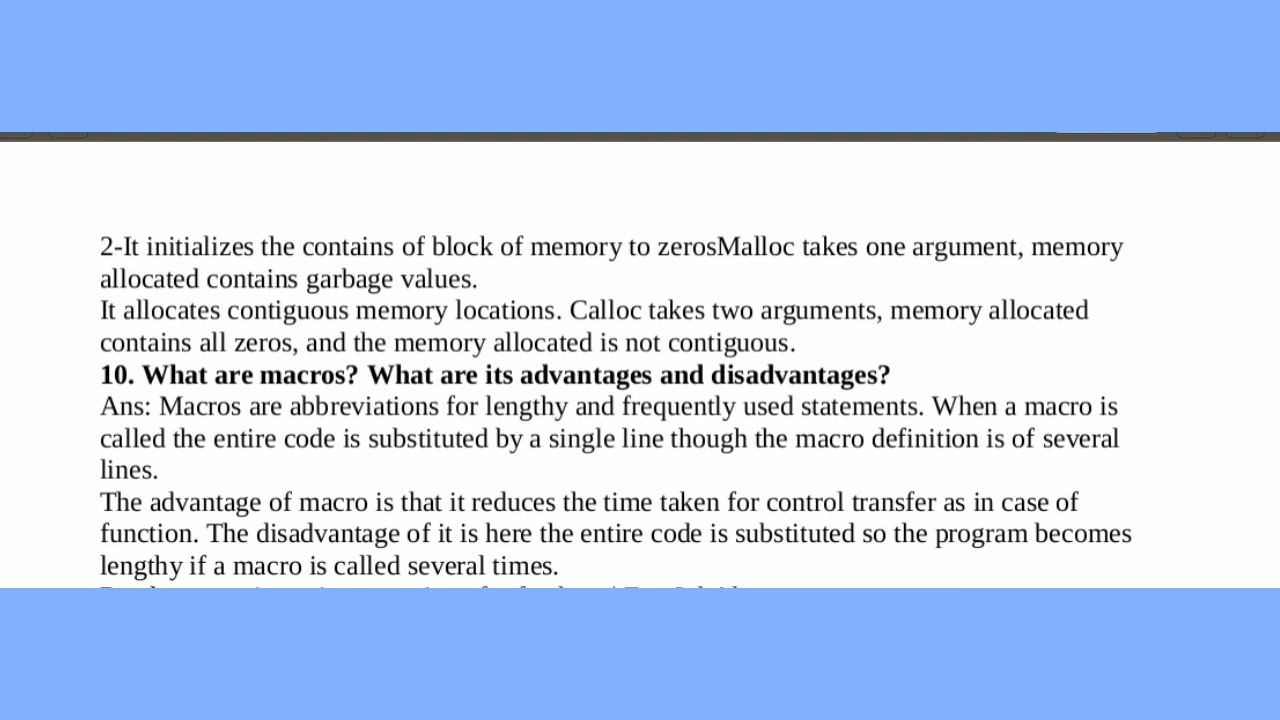 2-It initializes the contains of block of memory to zerosMalloc takes one argument, memory
allocated contains garbage values.
It allocates contiguous memory locations. Calloc takes two arguments, memory allocated
contains all zeros, and the memory allocated is not contiguous.
10. What are macros? What are its advantages and disadvantages?
Ans: Macros are abbreviations for lengthy and frequently used statements. When a macro is
called the entire code is substituted by a single line though the macro definition is of several
lines.
The advantage of macro is that it reduces the time taken for control transfer as in case of
function. The disadvantage of it is here the entire code is substituted so the program becomes
lengthy if a macro is called several times.